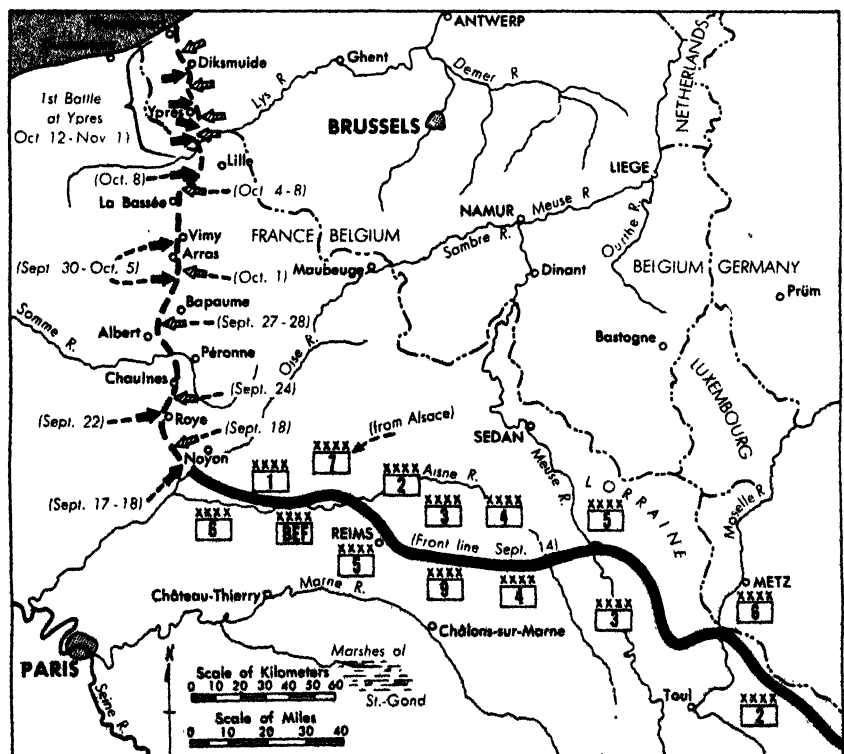 ANTWERP
NETHERLANDS
Diksmuide
Ghent
Demer R
Lys R
1st Battle
at Ypres
Oct 12-Nov 11
Ypres
BRUSSELS
Lille
LIEGE
(Oct. 8)
(Oct 4-8)
La Bassée
NAMUR
Meuse R
Sambre R.
Ourthe R.
FRANCE
BELGIUM
Vimy
Arras
(Sept 30-Oct. 5)
(Oct. 1)
Maubeuge
Dinant
BELGIUM
GERMANY
Prüm
Bapaume
Somme R.
Albert
(Sept. 27-28)
Bastogne
Oise R.
Péronne
Chaulnes
(Sept. 24)
LUXEMBOURG
(Sept. 22)
Roye
(Sept. 18)
(from Alsace)
SEDAN
Noyon
XXXX
1
XXXX
7
XXXX
2
Aisne R.
Meuse R.
LORRAINE
Moselle R
(Sept. 17-18)
XXXX
6
XXXX
BEF
XXXX
3
XXXX
4
XXXX
5
REIMS
(Front line Sept. 14)
XXXX
5
XXXX
9
XXXX
4
METZ
XXXX
6
Château-Thierry
Marne R.
XXXX
3
Châlons-sur-Marne
PARIS
Seine R.
N
Marshes of
St.-Gond
Scale of Kilometers
0 10 20 30 40 50 60
Scale of Miles
0 10 20 30 40
Toul
XXXX
2